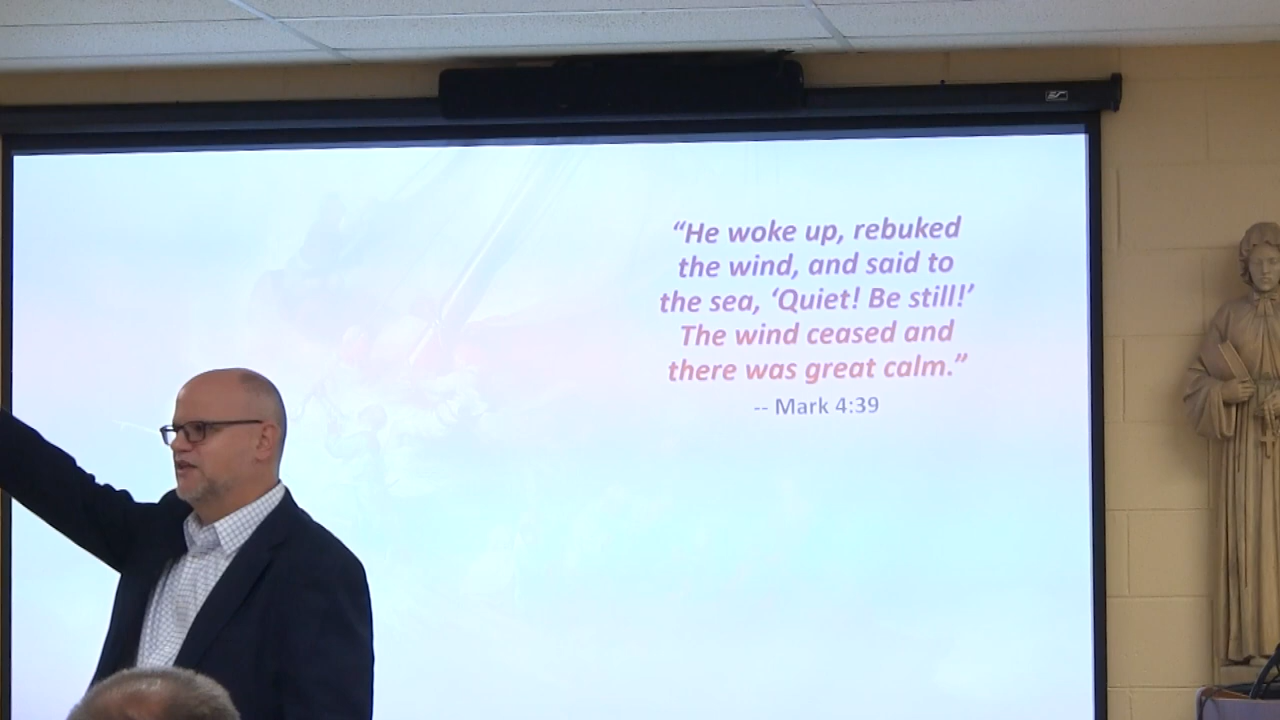 “He woke up, rebuked
the wind, and said to
the sea, ‘Quiet! Be still!’
The wind ceased and
there was great calm.”
-- Mark 4:39